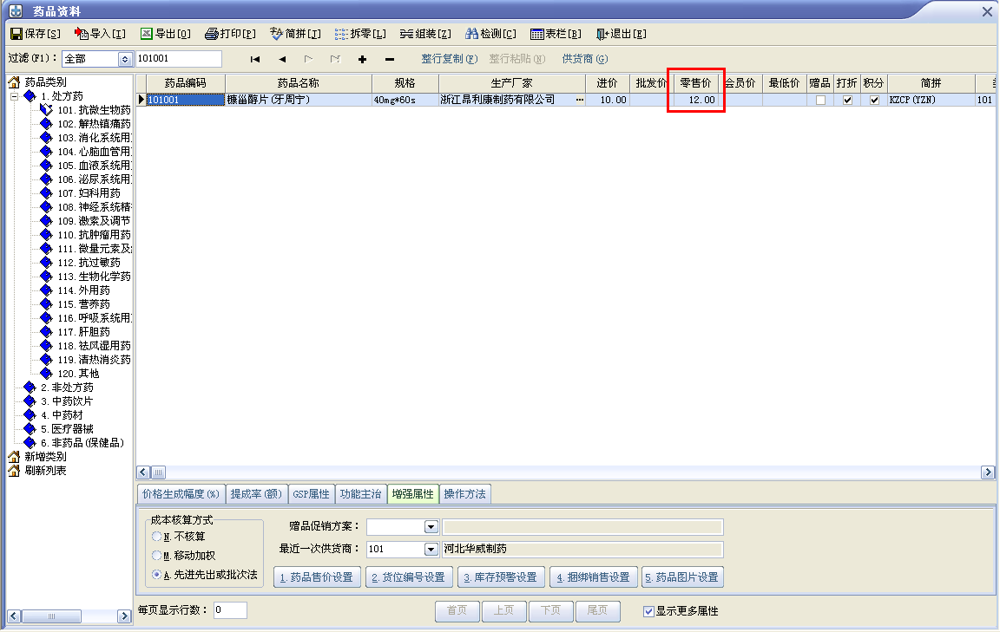 药品资料
保存[S] 导入[I] 导出[O] 打印[P] 简拼[J] 拆零[L] 组装[Z] 检测[C] 表栏[B] 退出[E]
过滤(F1): 全部 101001 整行复制(F) 整行粘贴(N) 供货商(G)
药品类别
1.处方药
101.抗微生物药
102.解热镇痛药
103.消化系统用
104.心脑血管用
105.血液系统用
106.泌尿系统用
107.妇科用药
108.神经系统精
109.激素及调节
110.抗肿瘤用药
111.微量元素及
112.抗过敏药
113.生物化学药
114.外用药
115.营养药
116.呼吸系统用
117.肝胆药
118.祛风湿用药
119.清热消炎药
120.其他
2.非处方药
3.中药饮片
4.中药材
5.医疗器械
6.非药品(保健品)
新增类别
刷新列表
药品编码 药品名称 规格 生产厂家 进价 批发价 零售价 会员价 最低价 赠品 打折 积分 简拼
101001 糠甾醇片(牙周宁) 40mg*60s 浙江昂利康制药有限公司 ··· 10.00 12.00 KZCP(YZN) 101
价格生成幅度(%) 提成率(额) GSP属性 功能主治 增强属性 操作方法
成本核算方式
N.不核算
M.移动加权
A.先进先出或批次法
赠品促销方案:
最近一次供货商: 101 河北华威制药
1.药品售价设置 2.货位编号设置 3.库存预警设置 4.捆绑销售设置 5.药品图片设置
每页显示行数: 0 首页 上页 下页 尾页 显示更多属性